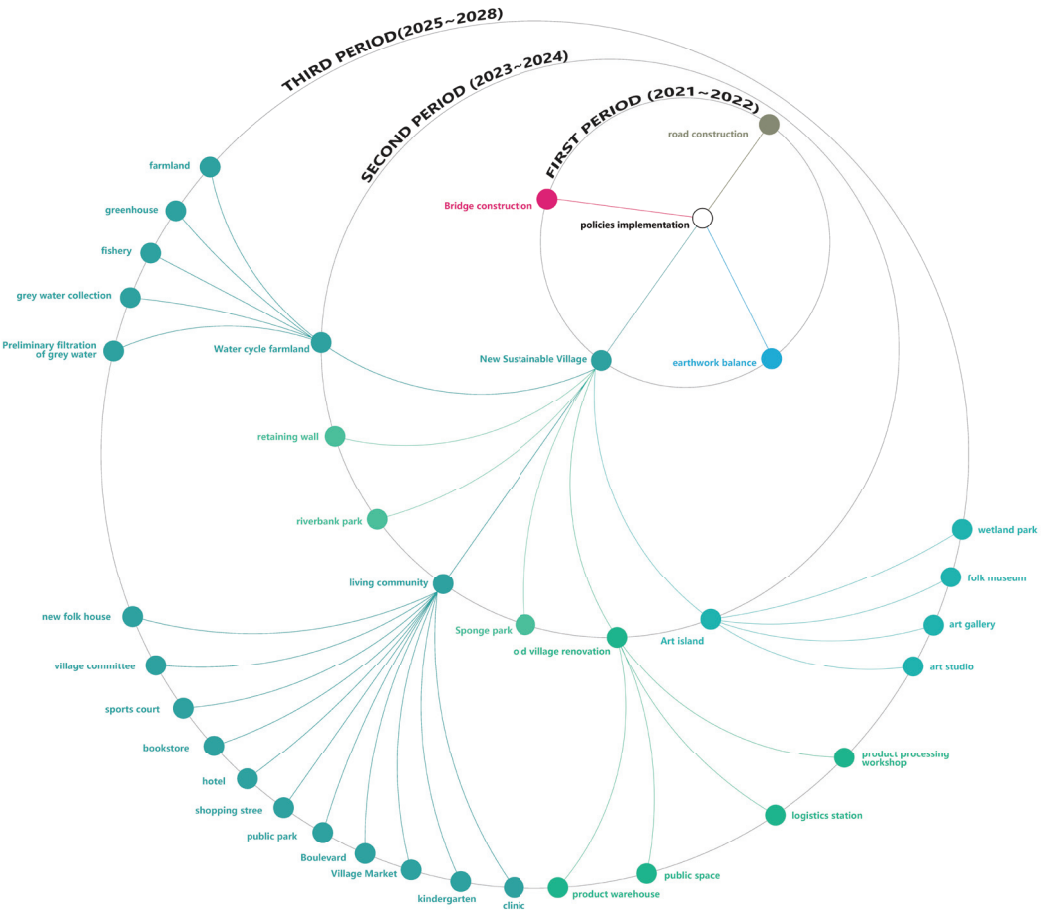 THIRD PERIOD(2025~2028)
SECOND PERIOD (2023~2024)
FIRST PERIOD (2021~2022)
road construction
Bridge constructon
policies implementation
New Sustainable Village
earthwork balance
farmland
greenhouse
fishery
grey water collection
Preliminary filtration
of grey water
Water cycle farmland
retaining wall
riverbank park
living community
Sponge park
od village renovation
Art island
wetland park
folk museum
art gallery
art studio
product processing
workshop
logistics station
public space
product warehouse
new folk house
village committee
sports court
bookstore
hotel
shopping stree
public park
Boulevard
Village Market
kindergarten
clinic